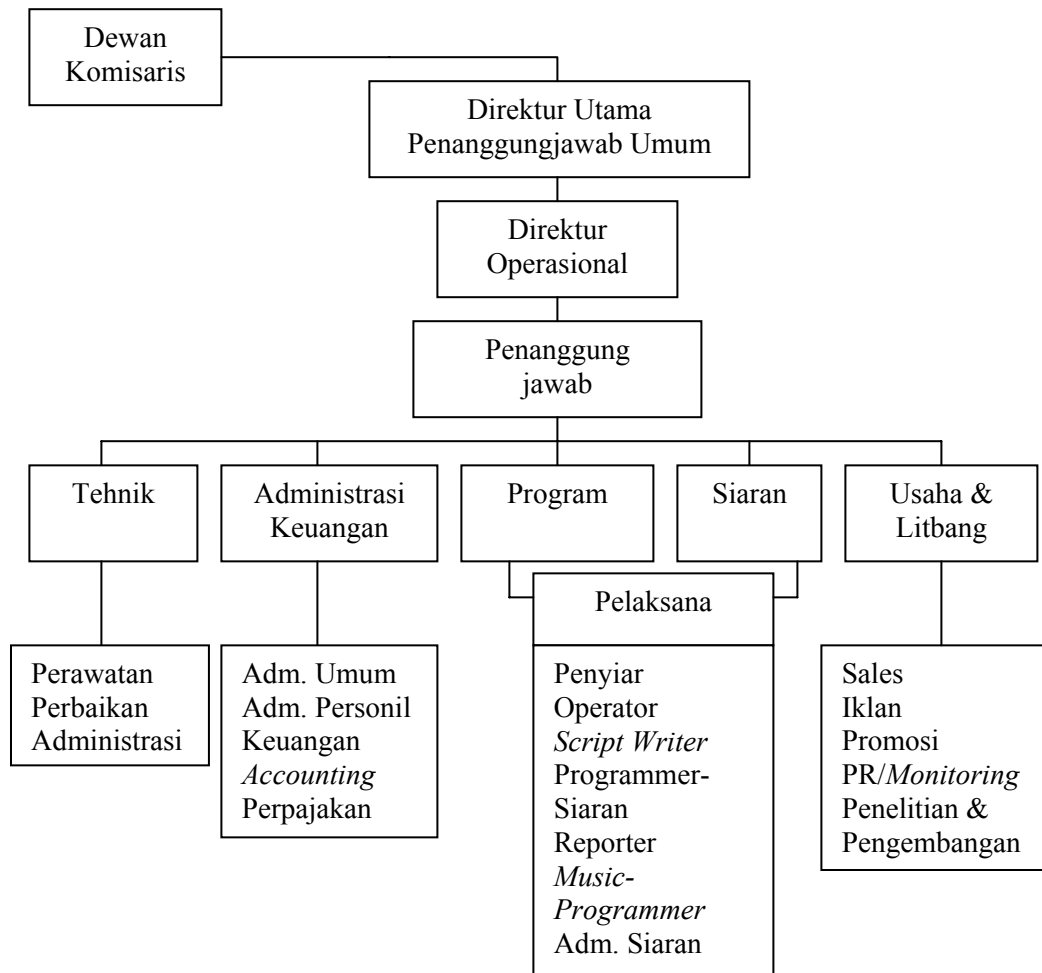 Dewan
Komisaris
Direktur Utama
Penanggungjawab Umum
Direktur
Operasional
Penanggung
jawab
Tehnik
Administrasi
Keuangan
Program
Siaran
Usaha &
Litbang
Pelaksana
Perawatan
Perbaikan
Administrasi
Adm. Umum
Adm. Personil
Keuangan
Accounting
Perpajakan
Penyiar
Operator
Script Writer
Programmer-
Siaran
Reporter
Music-
Programmer
Adm. Siaran
Sales
Iklan
Promosi
PR/Monitoring
Penelitian &
Pengembangan